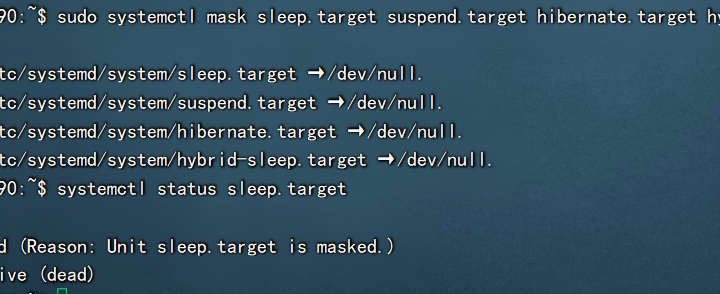 90:~$ sudo systemctl mask sleep.target suspend.target hibernate.target hy
tc/systemd/system/sleep.target →/dev/null.
tc/systemd/system/suspend.target →/dev/null.
tc/systemd/system/hibernate.target →/dev/null.
tc/systemd/system/hybrid-sleep.target →/dev/null.
90:~$ systemctl status sleep.target
d (Reason: Unit sleep.target is masked.)
ive (dead)